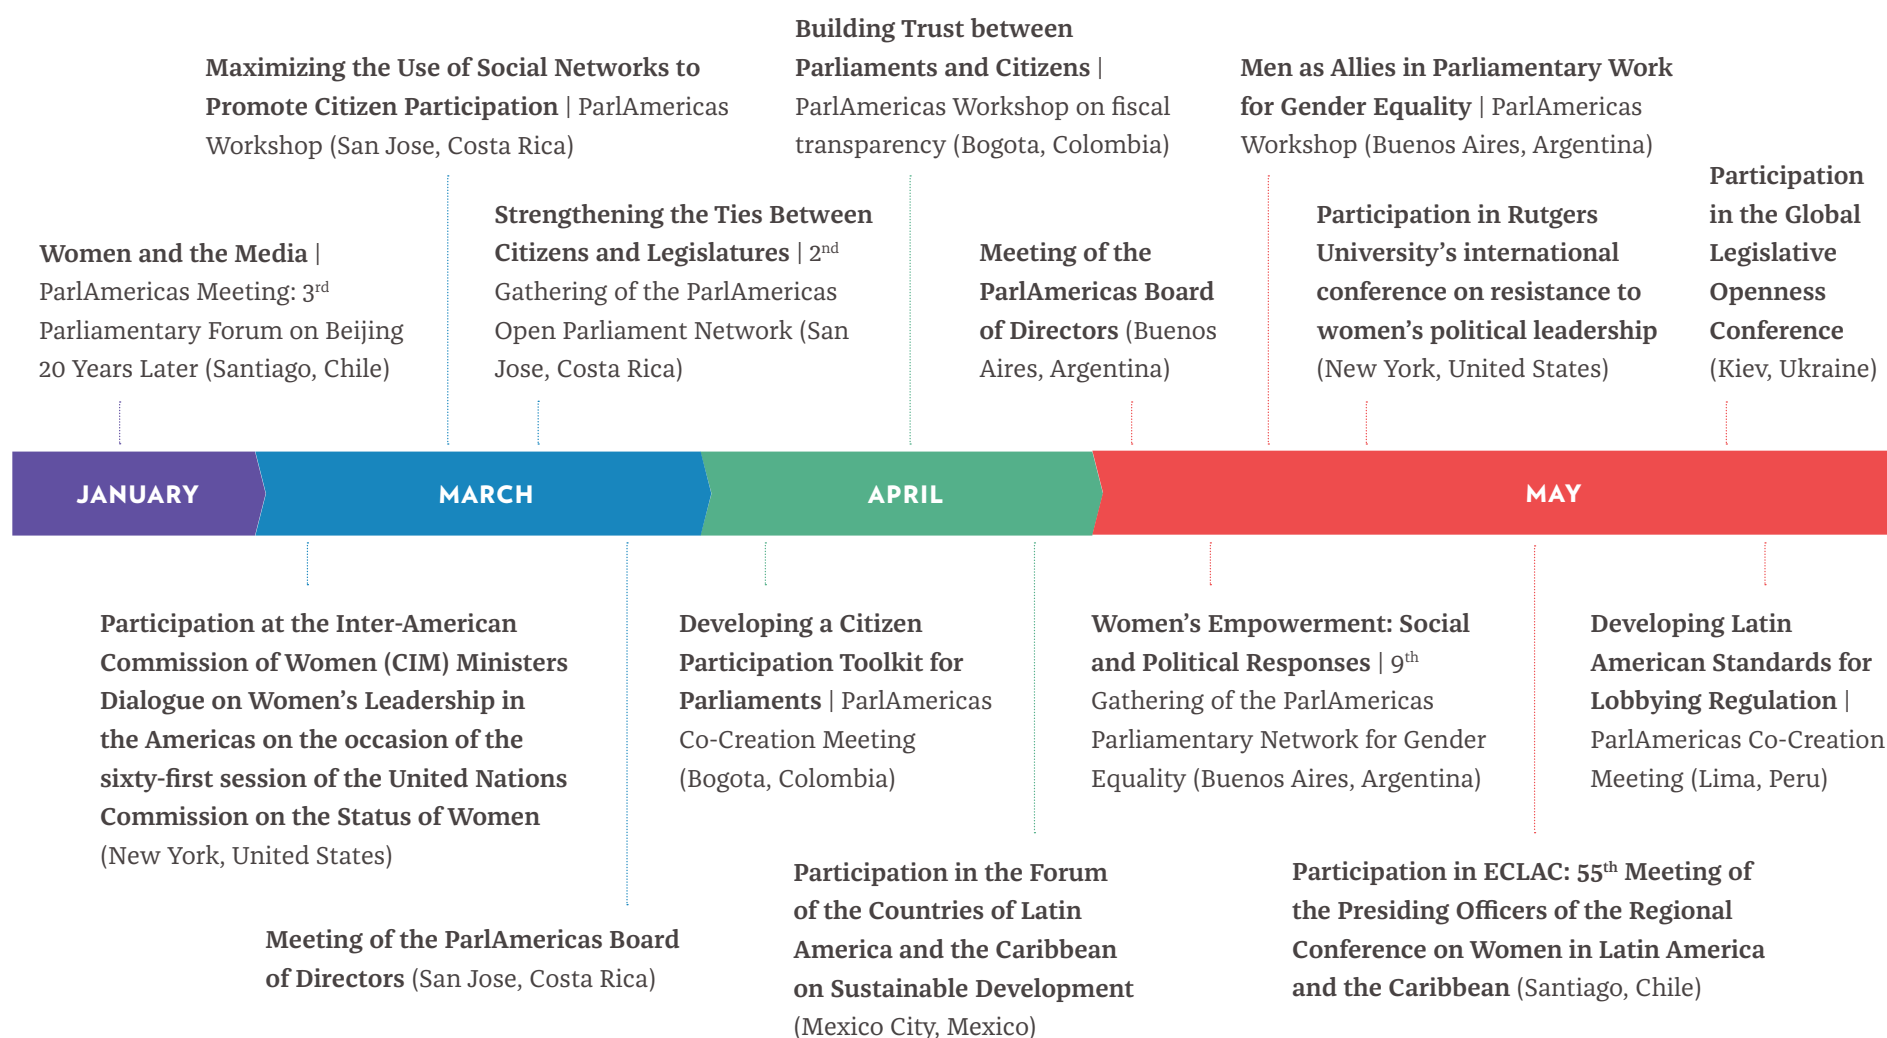 Building Trust between
Parliaments and Citizens |
ParlAmericas Workshop on fiscal
transparency (Bogota, Colombia)
Maximizing the Use of Social Networks to
Promote Citizen Participation | ParlAmericas
Workshop (San Jose, Costa Rica)
Men as Allies in Parliamentary Work
for Gender Equality | ParlAmericas
Workshop (Buenos Aires, Argentina)
Women and the Media |
ParlAmericas Meeting: 3rd
Parliamentary Forum on Beijing
20 Years Later (Santiago, Chile)
Strengthening the Ties Between
Citizens and Legislatures | 2nd
Gathering of the ParlAmericas
Open Parliament Network (San
Jose, Costa Rica)
Meeting of the
ParlAmericas Board
of Directors (Buenos
Aires, Argentina)
Participation in Rutgers
University’s international
conference on resistance to
women’s political leadership
(New York, United States)
Participation
in the Global
Legislative
Openness
Conference
(Kiev, Ukraine)
JANUARY
MARCH
APRIL
MAY
Participation at the Inter-American
Commission of Women (CIM) Ministers
Dialogue on Women’s Leadership in
the Americas on the occasion of the
sixty-first session of the United Nations
Commission on the Status of Women
(New York, United States)
Meeting of the ParlAmericas Board
of Directors (San Jose, Costa Rica)
Developing a Citizen
Participation Toolkit for
Parliaments | ParlAmericas
Co-Creation Meeting
(Bogota, Colombia)
Participation in the Forum
of the Countries of Latin
America and the Caribbean
on Sustainable Development
(Mexico City, Mexico)
Women’s Empowerment: Social
and Political Responses | 9th
Gathering of the ParlAmericas
Parliamentary Network for Gender
Equality (Buenos Aires, Argentina)
Participation in ECLAC: 55th Meeting of
the Presiding Officers of the Regional
Conference on Women in Latin America
and the Caribbean (Santiago, Chile)
Developing Latin
American Standards for
Lobbying Regulation |
ParlAmericas Co-Creation
Meeting (Lima, Peru)